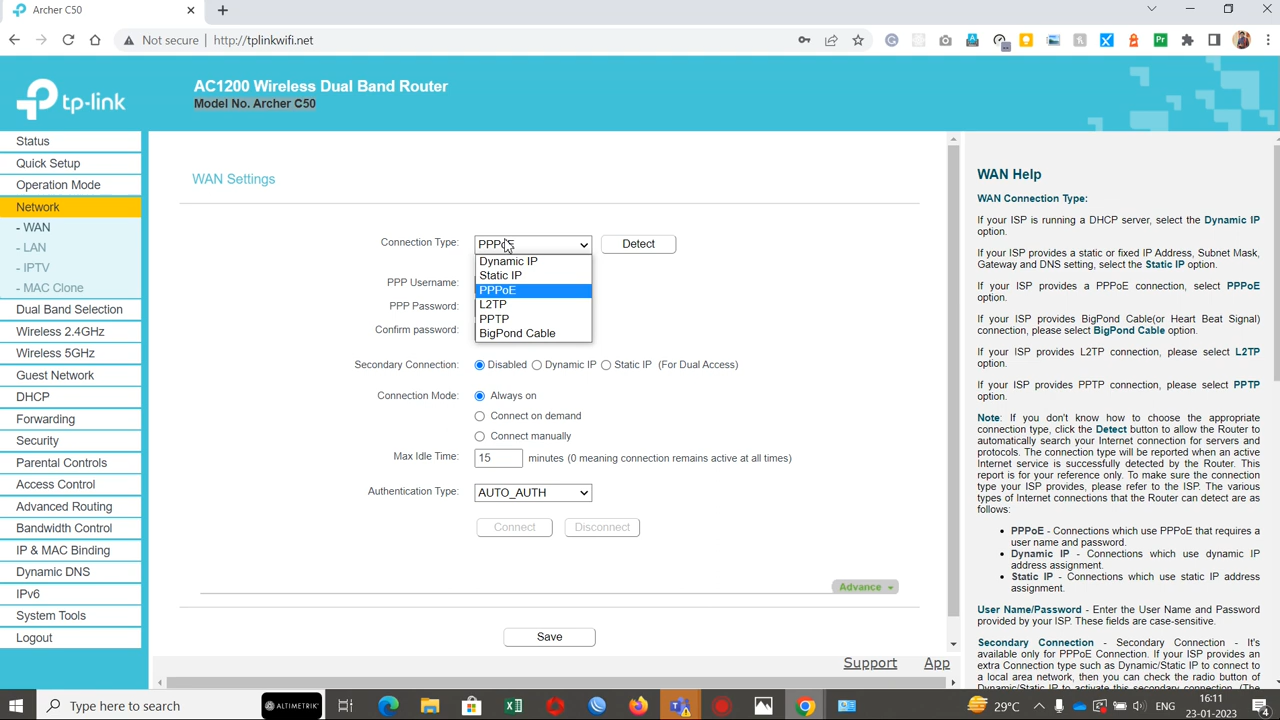 Archer C50
Not secure
http://tplinkwifi.net
tp-link
AC1200 Wireless Dual Band Router
Model No. Archer C50
Status
Quick Setup
Operation Mode
Network
- WAN
- LAN
- IPTV
- MAC Clone
Dual Band Selection
Wireless 2.4GHz
Wireless 5GHz
Guest Network
DHCP
Forwarding
Security
Parental Controls
Access Control
Advanced Routing
Bandwidth Control
IP & MAC Binding
Dynamic DNS
IPv6
System Tools
Logout
WAN Settings
Connection Type: PPPoE Detect
Dynamic IP
Static IP
PPPoE
L2TP
PPTP
BigPond Cable
PPP Username:
PPP Password:
Confirm password:
Secondary Connection: Disabled Dynamic IP Static IP (For Dual Access)
Connection Mode: Always on
Connect on demand
Connect manually
Max Idle Time: 15 minutes (0 meaning connection remains active at all times)
Authentication Type: AUTO_AUTH
Connect Disconnect
Advance
Save
Support App
WAN Help
WAN Connection Type:
If your ISP is running a DHCP server, select the Dynamic IP
option.
If your ISP provides a static or fixed IP Address, Subnet Mask,
Gateway and DNS setting, select the Static IP option.
If your ISP provides a PPPoE connection, select PPPoE
option.
If your ISP provides BigPond Cable(or Heart Beat Signal)
connection, please select BigPond Cable option.
If your ISP provides L2TP connection, please select L2TP
option.
If your ISP provides PPTP connection, please select PPTP
option.
Note: If you don't know how to choose the appropriate
connection type, click the Detect button to allow the Router to
automatically search your Internet connection for servers and
protocols. The connection type will be reported when an active
Internet service is successfully detected by the Router. This
report is for your reference only. To make sure the connection
type your ISP provides, please refer to the ISP. The various
types of Internet connections that the Router can detect are as
follows:
• PPPoE - Connections which use PPPoE that requires a
user name and password.
• Dynamic IP - Connections which use dynamic IP
address assignment.
• Static IP - Connections which use static IP address
assignment.
User Name/Password - Enter the User Name and Password
provided by your ISP. These fields are case-sensitive.
Secondary Connection - Secondary Connection - It's
available only for PPPoE Connection. If your ISP provides an
extra Connection type such as Dynamic/Static IP to connect to
a local area network, then you can check the radio button of
Dynamic/Static IP to activate this secondary connection. (The
Type here to search
ALTIMETRIK
29°C
ENG
16:11
23-01-2023
4